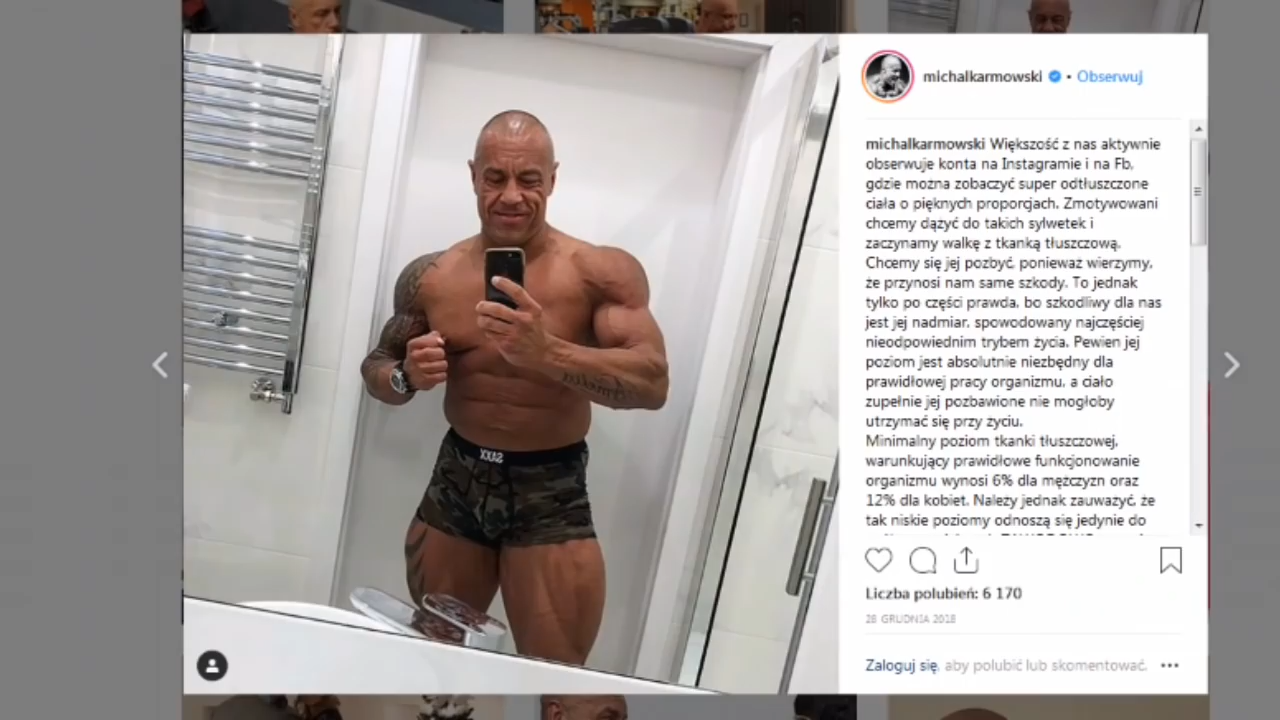 michalkarmowski • Obserwuj
michalkarmowski Większość z nas aktywnie
obserwuje konta na Instagramie i na Fb,
gdzie można zobaczyć super odtłuszczone
ciała o pięknych proporcjach. Zmotywowani
chcemy dążyć do takich sylwetek i
zaczynamy walkę z tkanką tłuszczową.
Chcemy się jej pozbyć, ponieważ wierzymy,
że przynosi nam same szkody. To jednak
tylko po części prawda, bo szkodliwy dla nas
jest jej nadmiar, spowodowany najczęściej
nieodpowiednim trybem życia. Pewien jej
poziom jest absolutnie niezbędny dla
prawidłowej pracy organizmu, a ciało
zupełnie jej pozbawione nie mogłoby
utrzymać się przy życiu.
Minimalny poziom tkanki tłuszczowej,
warunkujący prawidłowe funkcjonowanie
organizmu wynosi 6% dla mężczyzn oraz
12% dla kobiet. Należy jednak zauważyć, że
tak niskie poziomy odnoszą się jedynie do
Liczba polubień: 6 170
28 GRUDNIA 2018
Zaloguj się, aby polubić lub skomentować.
SAXX